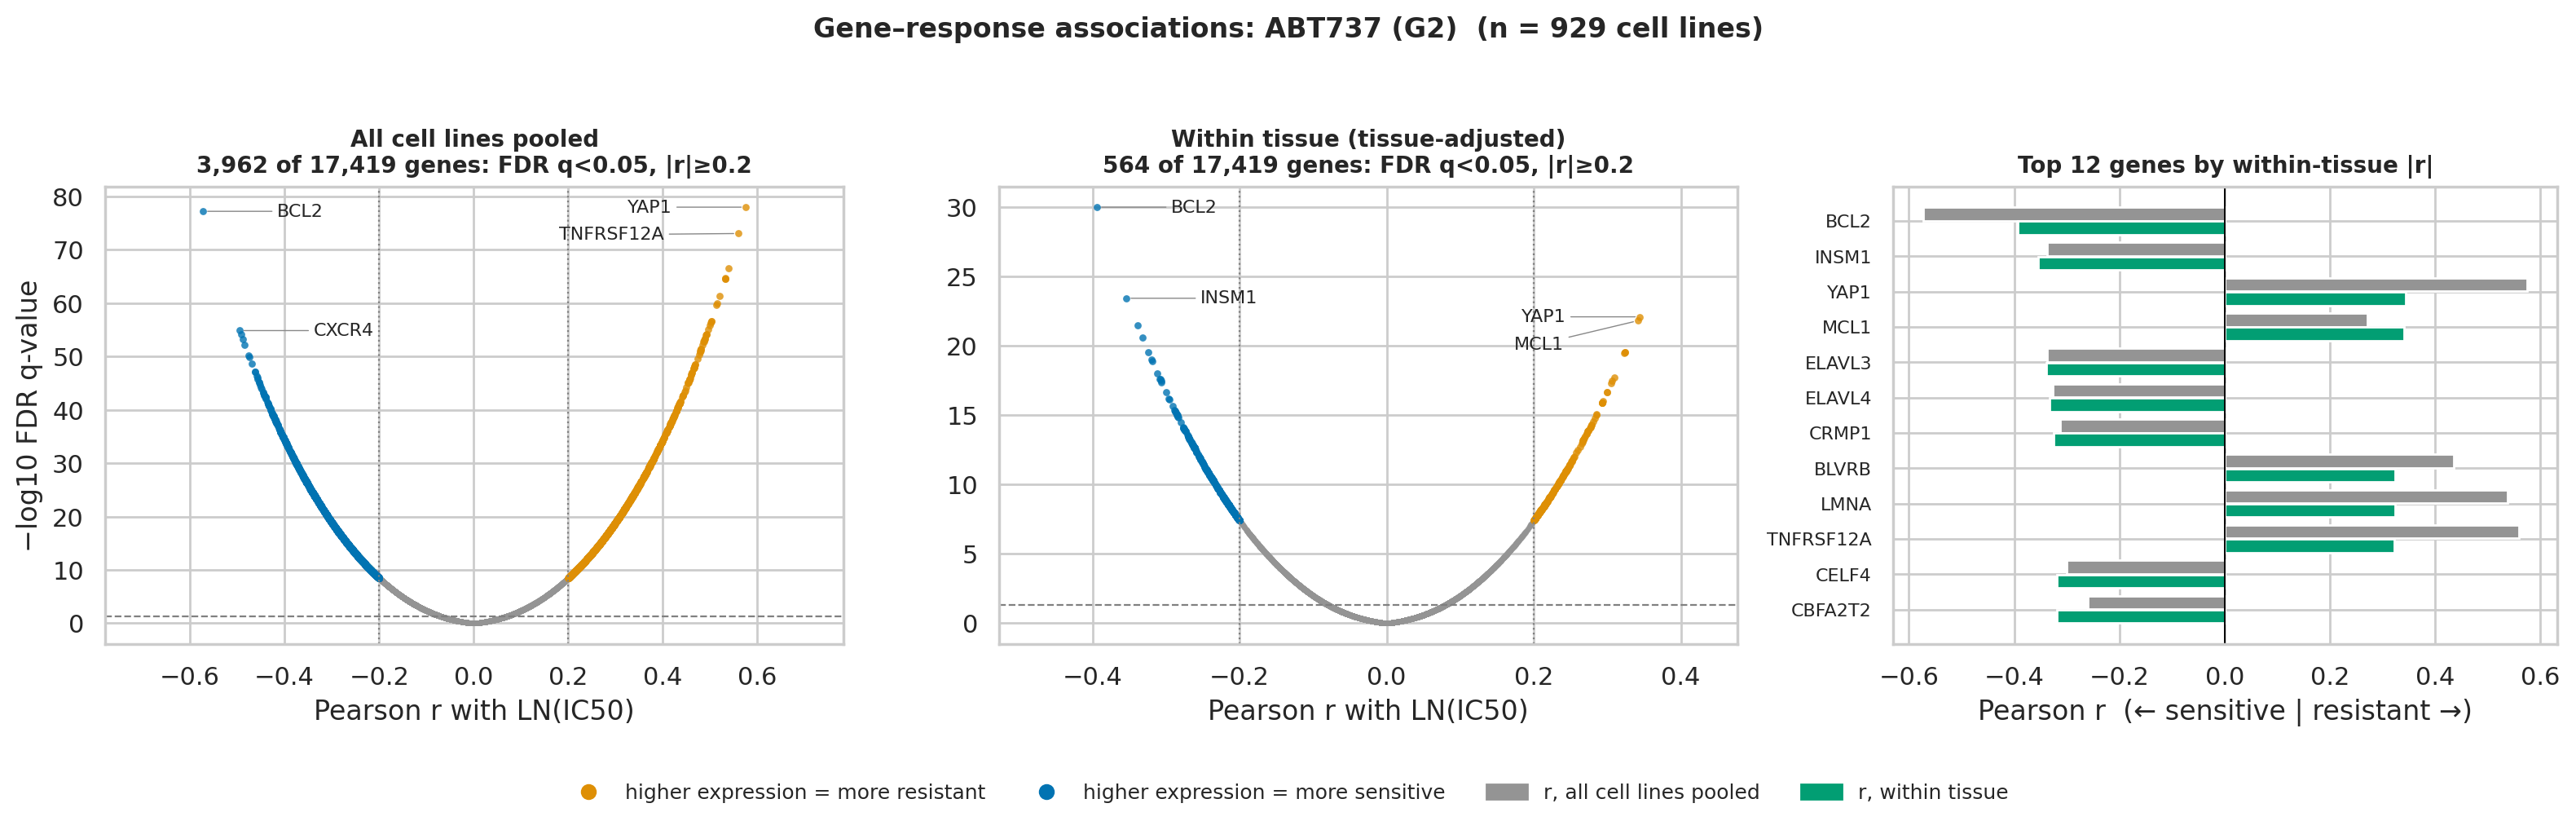 Gene–response associations: ABT737 (G2)  (n = 929 cell lines)
All cell lines pooled
3,962 of 17,419 genes: FDR q<0.05, |r|≥0.2
−log10 FDR q-value
80
70
60
50
40
30
20
10
0
BCL2
CXCR4
YAP1
TNFRSF12A
−0.6
−0.4
−0.2
0.0
0.2
0.4
0.6
Pearson r with LN(IC50)
Within tissue (tissue-adjusted)
564 of 17,419 genes: FDR q<0.05, |r|≥0.2
30
25
20
15
10
5
0
BCL2
INSM1
YAP1
MCL1
−0.4
−0.2
0.0
0.2
0.4
Pearson r with LN(IC50)
Top 12 genes by within-tissue |r|
BCL2
INSM1
YAP1
MCL1
ELAVL3
ELAVL4
CRMP1
BLVRB
LMNA
TNFRSF12A
CELF4
CBFA2T2
−0.6
−0.4
−0.2
0.0
0.2
0.4
0.6
Pearson r  (← sensitive | resistant →)
higher expression = more resistant
higher expression = more sensitive
r, all cell lines pooled
r, within tissue